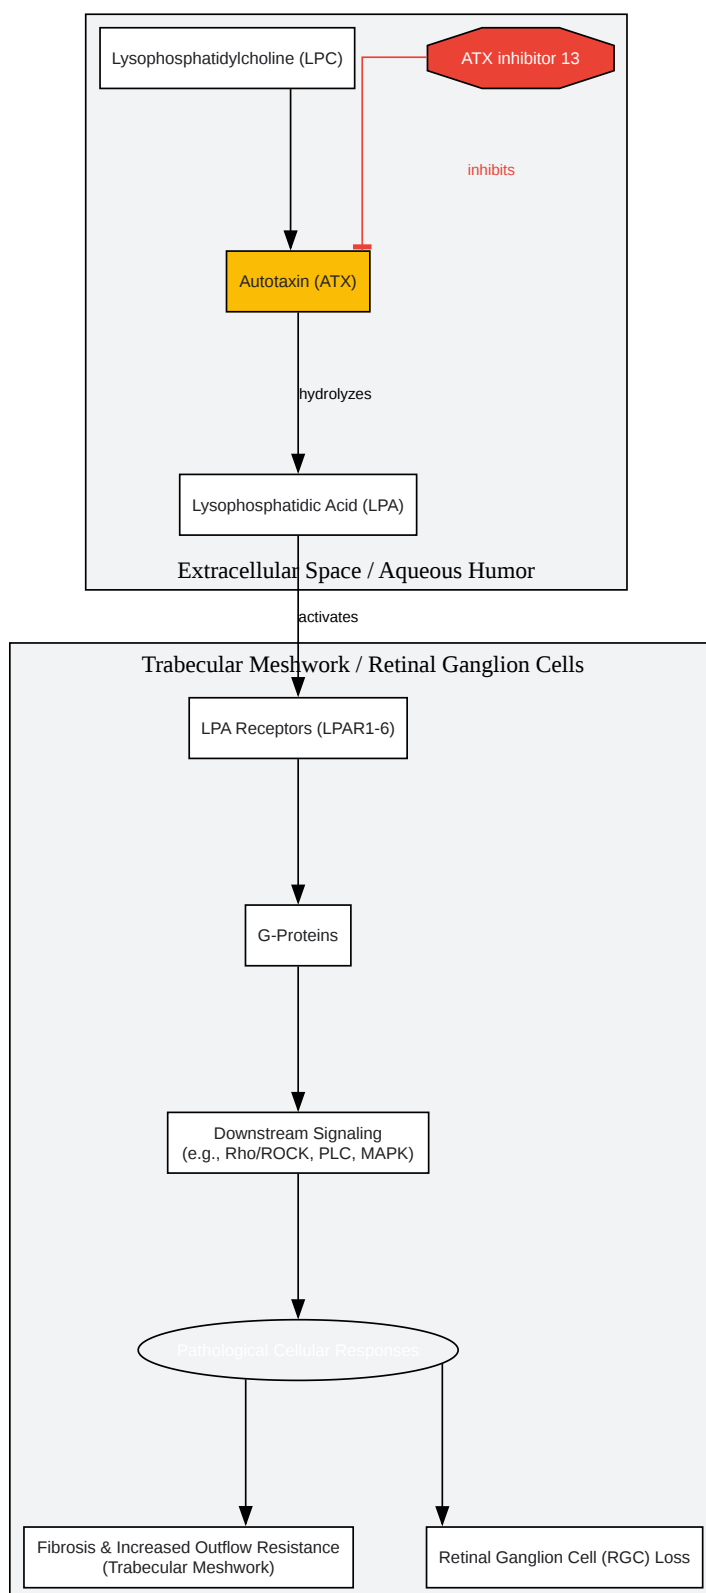 Lysophosphatidylcholine (LPC)
ATX inhibitor 13
inhibits
Autotaxin (ATX)
hydrolyzes
Lysophosphatidic Acid (LPA)
Extracellular Space / Aqueous Humor
activates
Trabecular Meshwork / Retinal Ganglion Cells
LPA Receptors (LPAR1-6)
G-Proteins
Downstream Signaling
(e.g., Rho/ROCK, PLC, MAPK)
Pathological Cellular Responses
Fibrosis & Increased Outflow Resistance
(Trabecular Meshwork)
Retinal Ganglion Cell (RGC) Loss